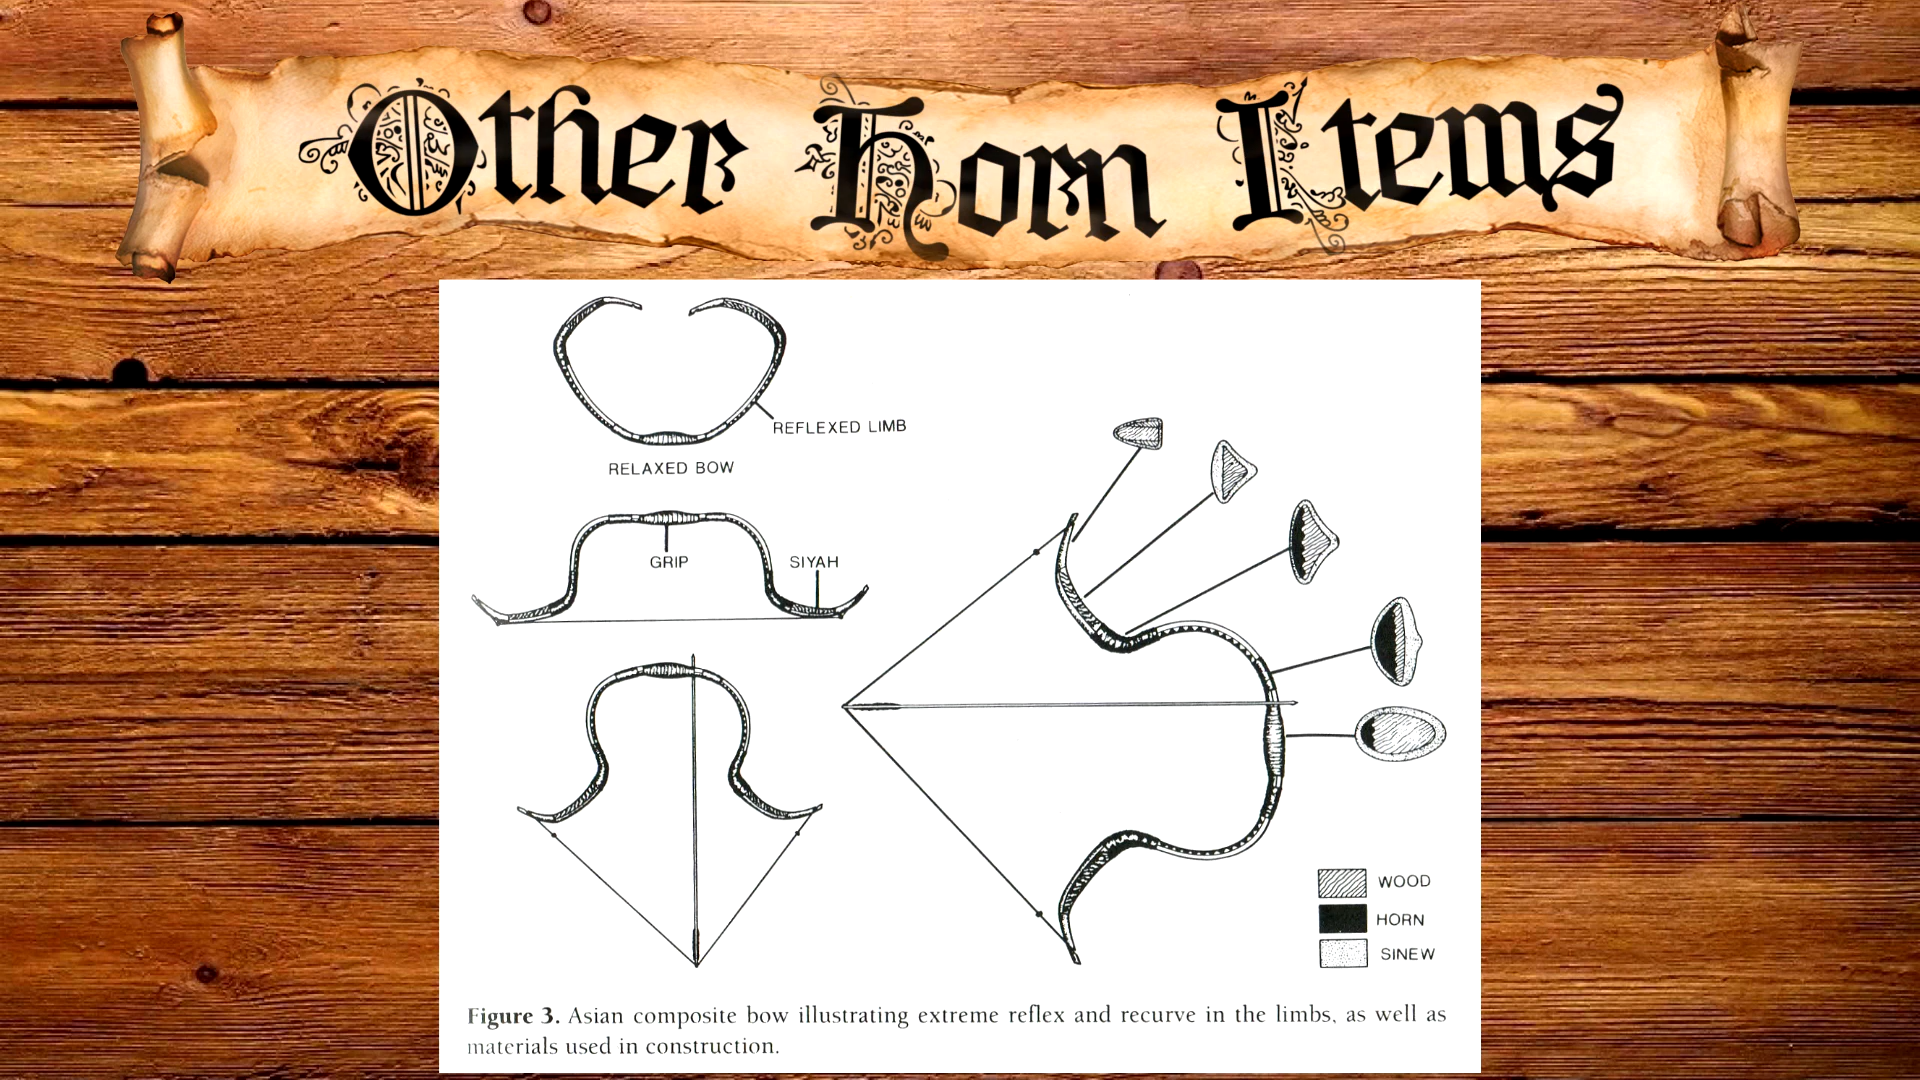 Other Horn Items
REFLEXED LIMB
RELAXED BOW
GRIP
SIYAH
WOOD
HORN
SINEW
Figure 3. Asian composite bow illustrating extreme reflex and recurve in the limbs, as well as
materials used in construction.